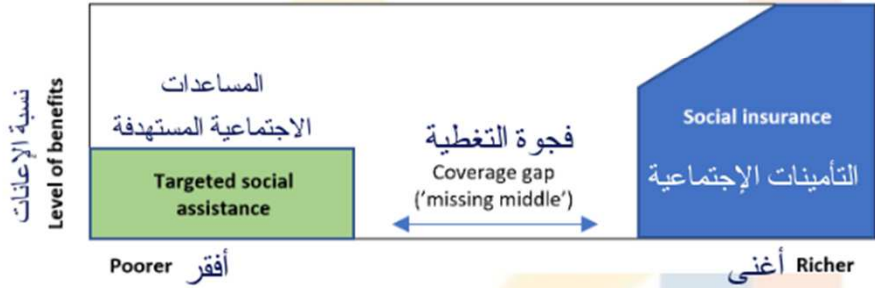 نسبة الإعانات
Level of benefits
المساعدات
الاجتماعية المستهدفة
Targeted social
assistance
فجوة التغطية
Coverage gap
('missing middle')
Social insurance
التأمينات الإجتماعية
Poorer أفقر
أغنى Richer